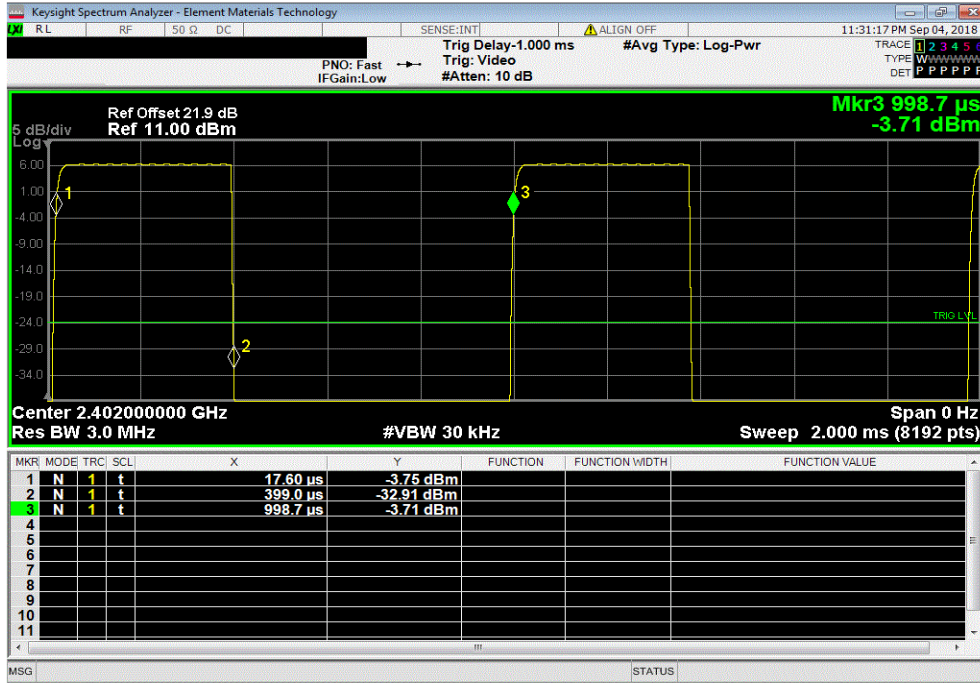 Keysight Spectrum Analyzer - Element Materials Technology
LXI RL RF 50 Ω DC SENSE:INT ALIGN OFF 11:31:17 PM Sep 04, 2018
Trig Delay-1.000 ms #Avg Type: Log-Pwr TRACE 1 2 3 4 5 6
PNO: Fast Trig: Video TYPE WWWWWW
IFGain:Low #Atten: 10 dB DET P P P P P P
Mkr3 998.7 µs
Ref Offset 21.9 dB
5 dB/div Ref 11.00 dBm -3.71 dBm
Log
6.00
1.00 1 3
-4.00
-9.00
-14.0
-19.0
-24.0 TRIG LVL
-29.0 2
-34.0
Center 2.402000000 GHz Span 0 Hz
Res BW 3.0 MHz #VBW 30 kHz Sweep 2.000 ms (8192 pts)
MKR MODE TRC SCL X Y FUNCTION FUNCTION WIDTH FUNCTION VALUE
1 N 1 t 17.60 µs -3.75 dBm
2 N 1 t 399.0 µs -32.91 dBm
3 N 1 t 998.7 µs -3.71 dBm
4
5
6
7
8
9
10
11
MSG STATUS